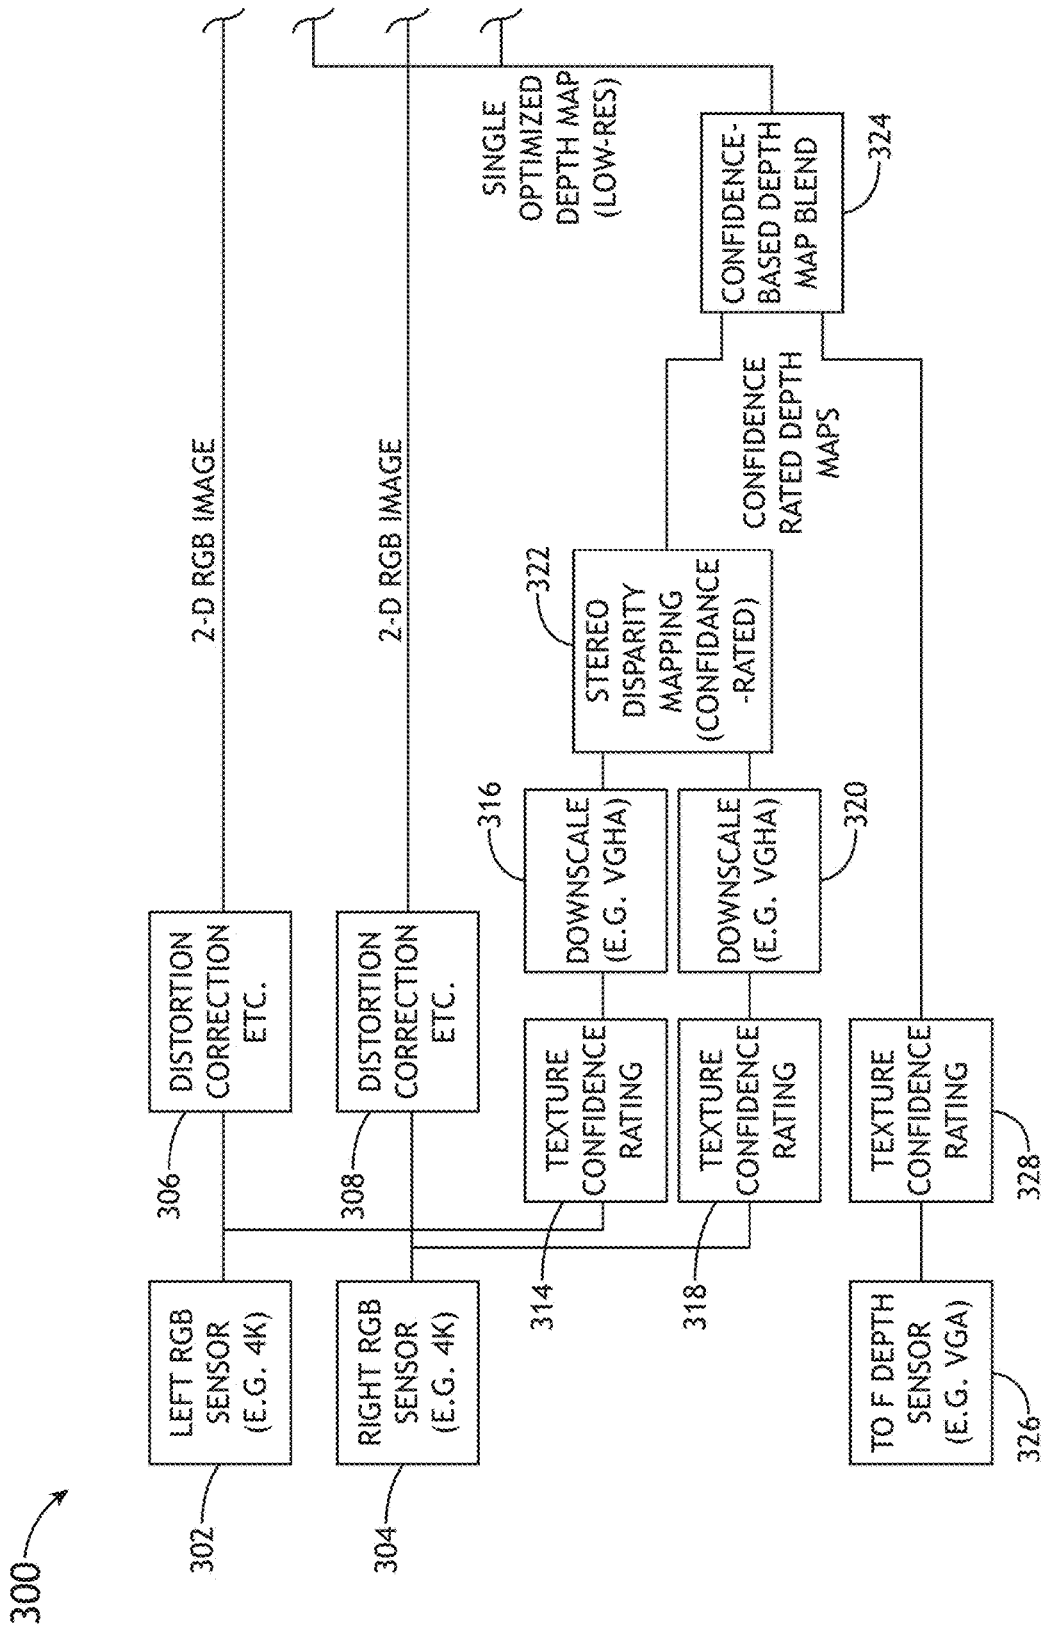 300
302
LEFT RGB
SENSOR
(E.G. 4K)
306
DISTORTION
CORRECTION
ETC.
2-D RGB IMAGE
304
RIGHT RGB
SENSOR
(E.G. 4K)
308
DISTORTION
CORRECTION
ETC.
2-D RGB IMAGE
SINGLE
OPTIMIZED
DEPTH MAP
(LOW-RES)
314
TEXTURE
CONFIDENCE
RATING
316
DOWNSCALE
(E.G. VGHA)
322
STEREO
DISPARITY
MAPPING
(CONFIDANCE
-RATED)
318
TEXTURE
CONFIDENCE
RATING
DOWNSCALE
(E.G. VGHA)
320
CONFIDENCE
RATED DEPTH
MAPS
CONFIDENCE-
BASED DEPTH
MAP BLEND
324
TO F DEPTH
SENSOR
(E.G. VGA)
326
TEXTURE
CONFIDENCE
RATING
328